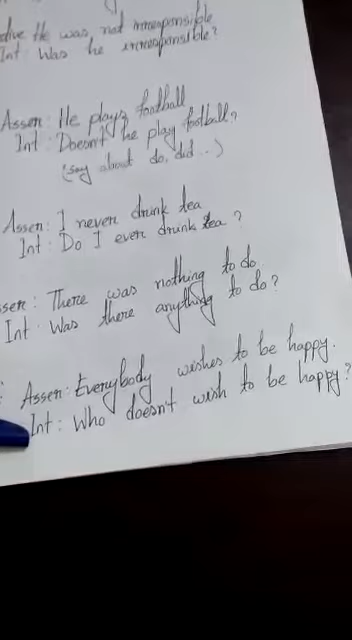 He was not irresponsible
Int: Was he irresponsible?
Asser: He plays football
Int: Doesn't he play football?
(say about do, did...)
Assen: I never drink tea
Int: Do I ever drink tea?
sen: There was nothing to do
Int: Was there anything to do?
: Assen: Everybody wishes to be happy.
Int: Who doesn't wish to be happy?